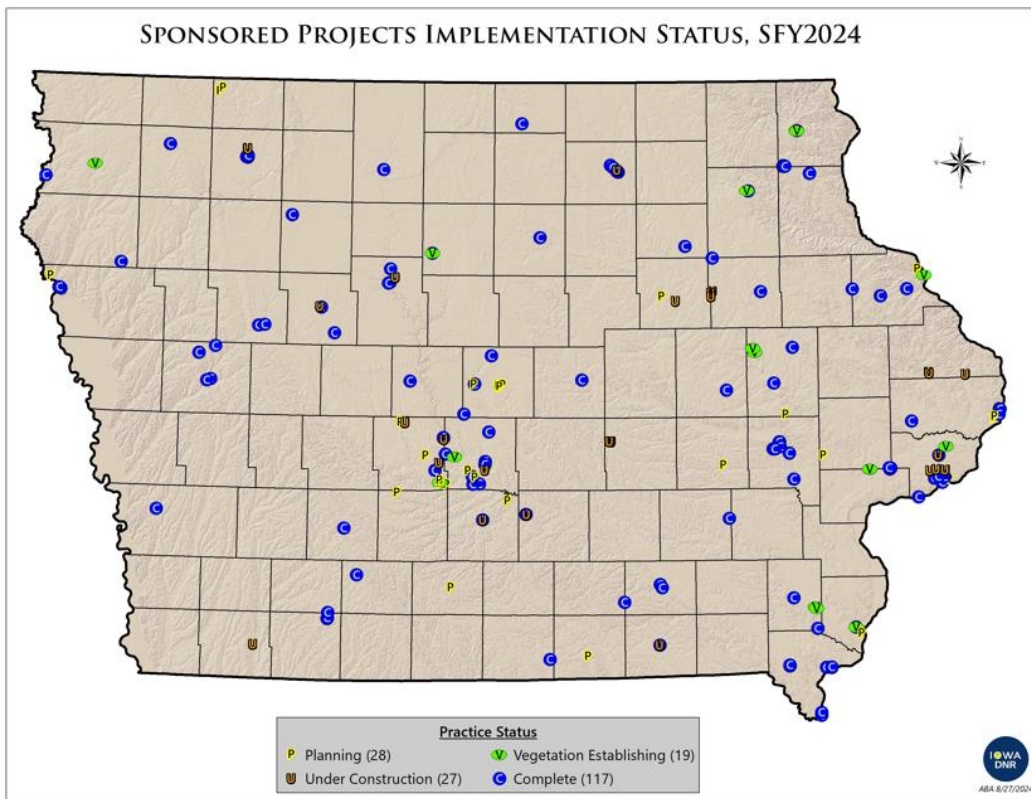 SPONSORED PROJECTS IMPLEMENTATION STATUS, SFY2024
Practice Status
P Planning (28)
V Vegetation Establishing (19)
U Under Construction (27)
C Complete (117)
IOWA
DNR
ABA 8/27/2024